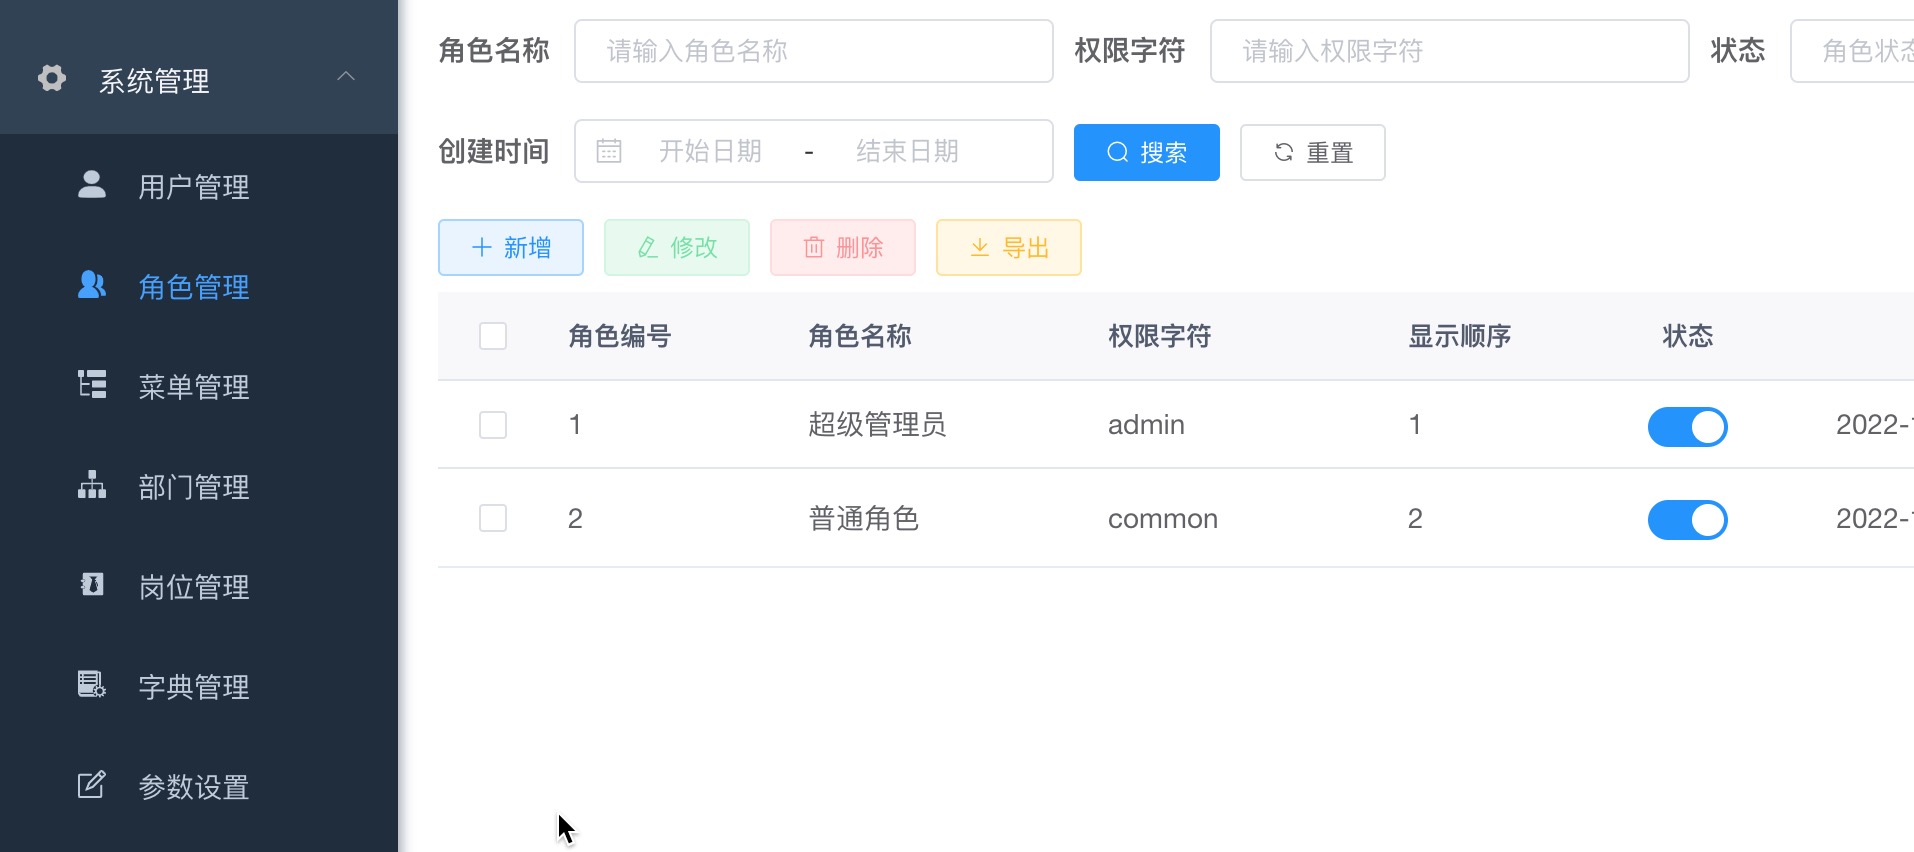 系统管理
用户管理
角色管理
菜单管理
部门管理
岗位管理
字典管理
参数设置
角色名称 请输入角色名称 权限字符 请输入权限字符 状态 角色状态
创建时间 开始日期 - 结束日期 搜索 重置
新增 修改 删除 导出
角色编号 角色名称 权限字符 显示顺序 状态
1 超级管理员 admin 1 2022-
2 普通角色 common 2 2022-